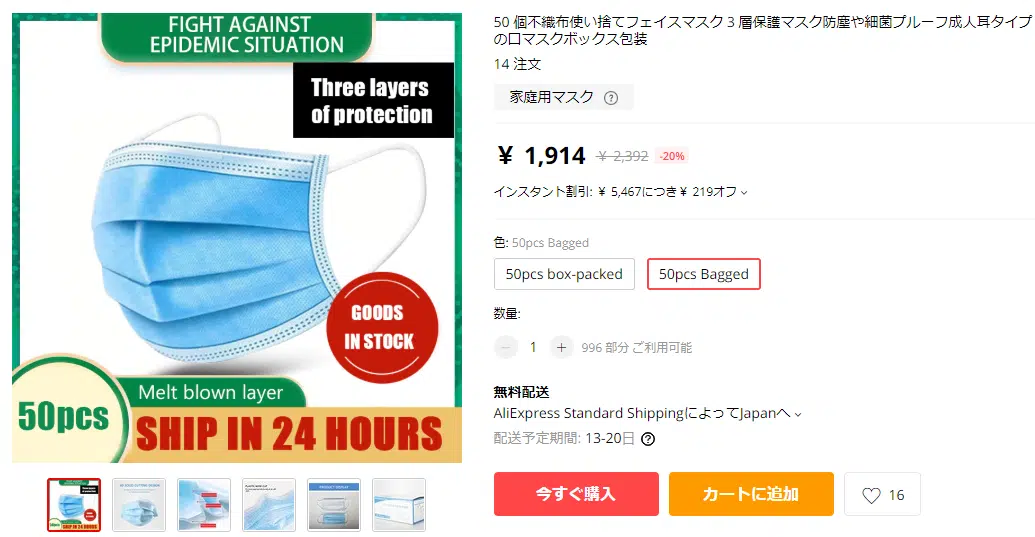 FIGHT AGAINST
EPIDEMIC SITUATION
Three layers
of protection
GOODS
IN STOCK
Melt blown layer
50pcs
SHIP IN 24 HOURS
50 個不織布使い捨てフェイスマスク 3 層保護マスク防塵や細菌プルーフ成人耳タイプ
の口マスクボックス包装
14 注文
家庭用マスク ?
¥ 1,914 ¥ 2,392 -20%
インスタント割引: ¥ 5,467につき ¥ 219オフ
色: 50pcs Bagged
50pcs box-packed 50pcs Bagged
数量:
− 1 + 996 部分 ご利用可能
無料配送
AliExpress Standard ShippingによってJapanへ
配送予定期間: 13-20日 ?
今すぐ購入 カートに追加 16